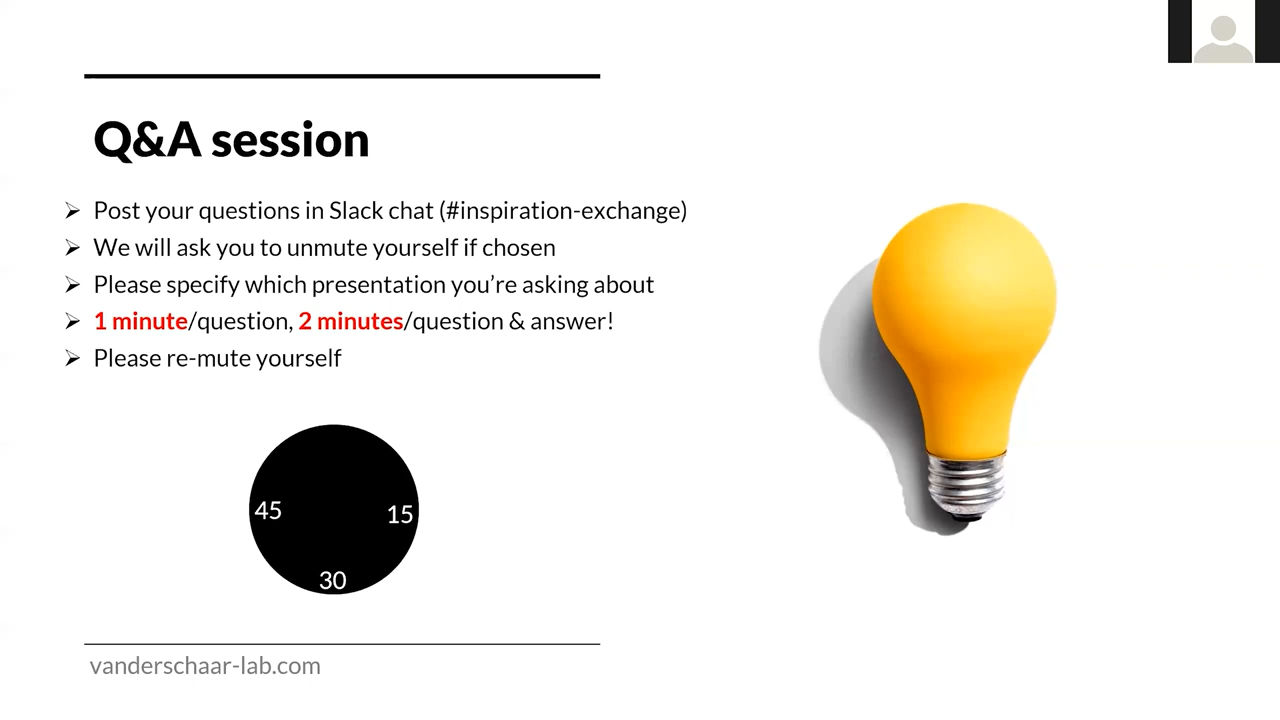 Q&A session
Post your questions in Slack chat (#inspiration-exchange)
We will ask you to unmute yourself if chosen
Please specify which presentation you’re asking about
1 minute/question, 2 minutes/question & answer!
Please re-mute yourself
45
15
30
vanderschaar-lab.com